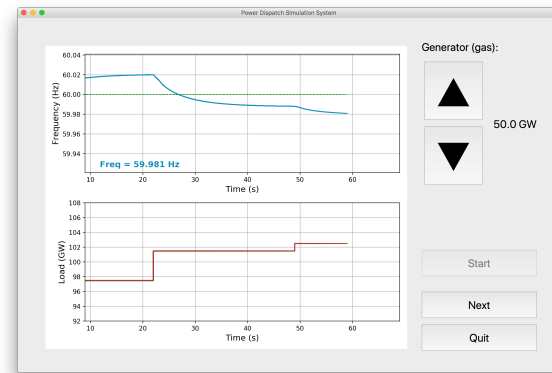 Power Dispatch Simulation System
Generator (gas):
50.0 GW
60.04
60.02
60.00
59.98
59.96
59.94
Frequency (Hz)
Freq = 59.981 Hz
10 20 30 40 50 60
Time (s)
108
106
104
102
100
98
96
94
92
Load (GW)
10 20 30 40 50 60
Time (s)
Start
Next
Quit